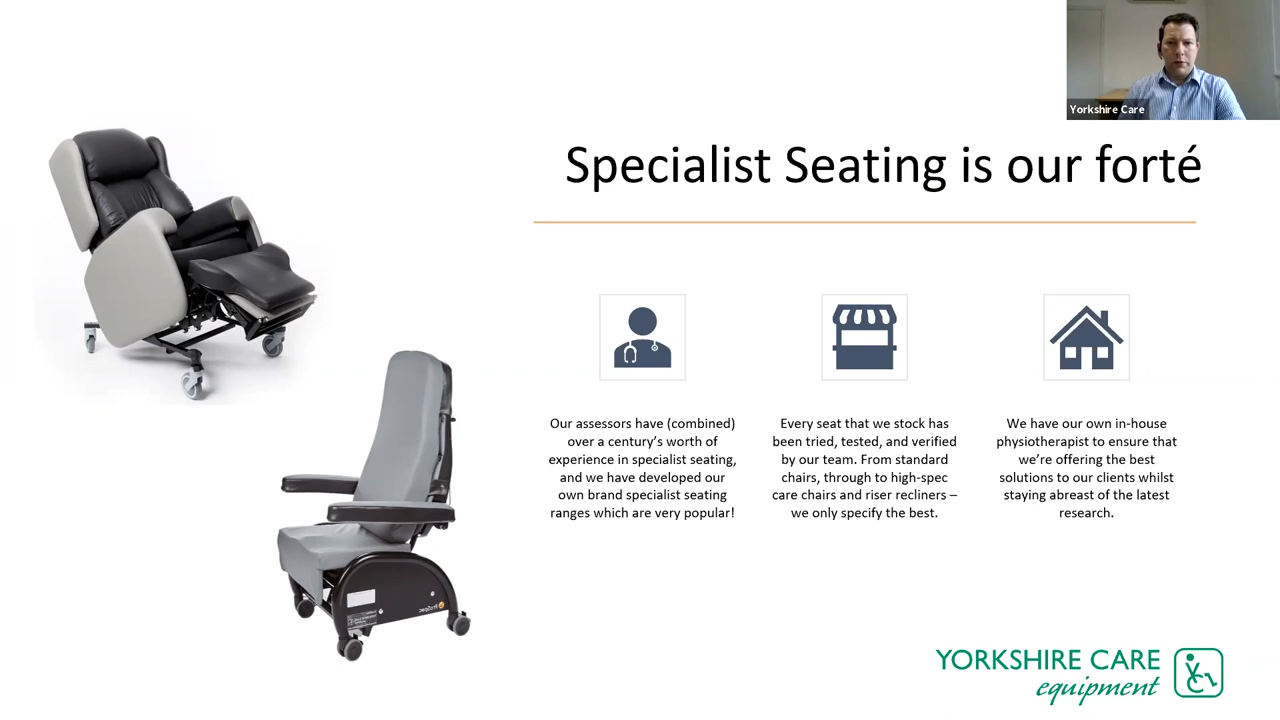 Yorkshire Care
Specialist Seating is our forté
Our assessors have (combined)
over a century's worth of
experience in specialist seating,
and we have developed our
own brand specialist seating
ranges which are very popular!
Every seat that we stock has
been tried, tested, and verified
by our team. From standard
chairs, through to high-spec
care chairs and riser recliners –
we only specify the best.
We have our own in-house
physiotherapist to ensure that
we're offering the best
solutions to our clients whilst
staying abreast of the latest
research.
YORKSHIRE CARE
equipment